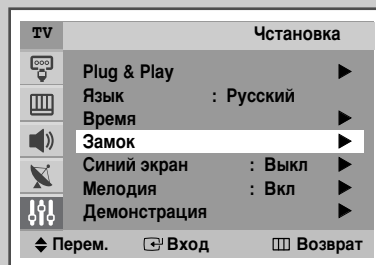 TV Чстановка
Plug & Play
Язык : Русский
Время
Замок
Синий экран : Выкл
Мелодия : Вкл
Демонстрация
Перем. Вход Возврат